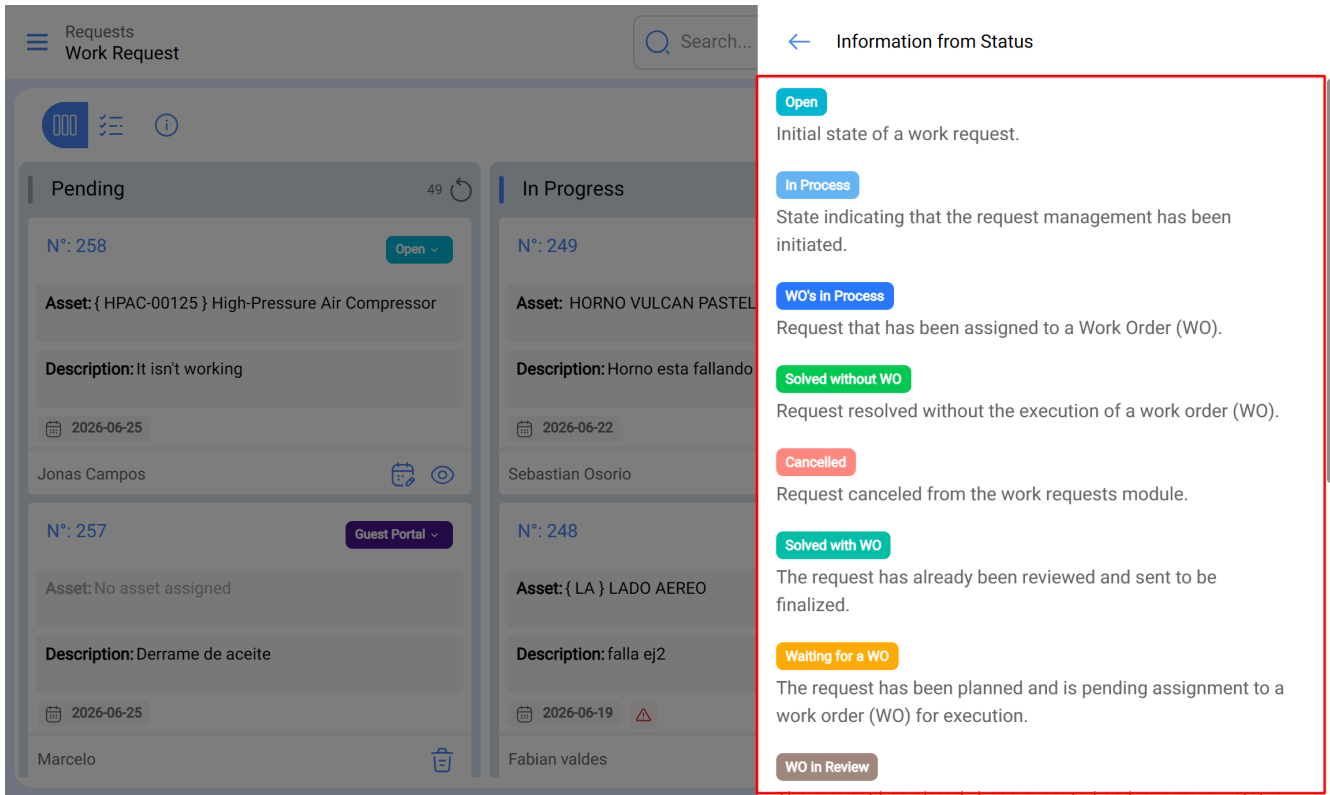 Requests
Work Request
Search...
Pending
49
N°: 258
Open
Asset: { HPAC-00125 } High-Pressure Air Compressor
Description: It isn't working
2026-06-25
Jonas Campos
N°: 257
Guest Portal
Asset: No asset assigned
Description: Derrame de aceite
2026-06-25
Marcelo
In Progress
N°: 249
Asset: HORNO VULCAN PASTEL
Description: Horno esta fallando
2026-06-22
Sebastian Osorio
N°: 248
Asset: { LA } LADO AEREO
Description: falla ej2
2026-06-19
Fabian valdes
Information from Status
Open
Initial state of a work request.
In Process
State indicating that the request management has been
initiated.
WO's in Process
Request that has been assigned to a Work Order (WO).
Solved without WO
Request resolved without the execution of a work order (WO).
Cancelled
Request canceled from the work requests module.
Solved with WO
The request has already been reviewed and sent to be
finalized.
Waiting for a WO
The request has been planned and is pending assignment to a
work order (WO) for execution.
WO in Review